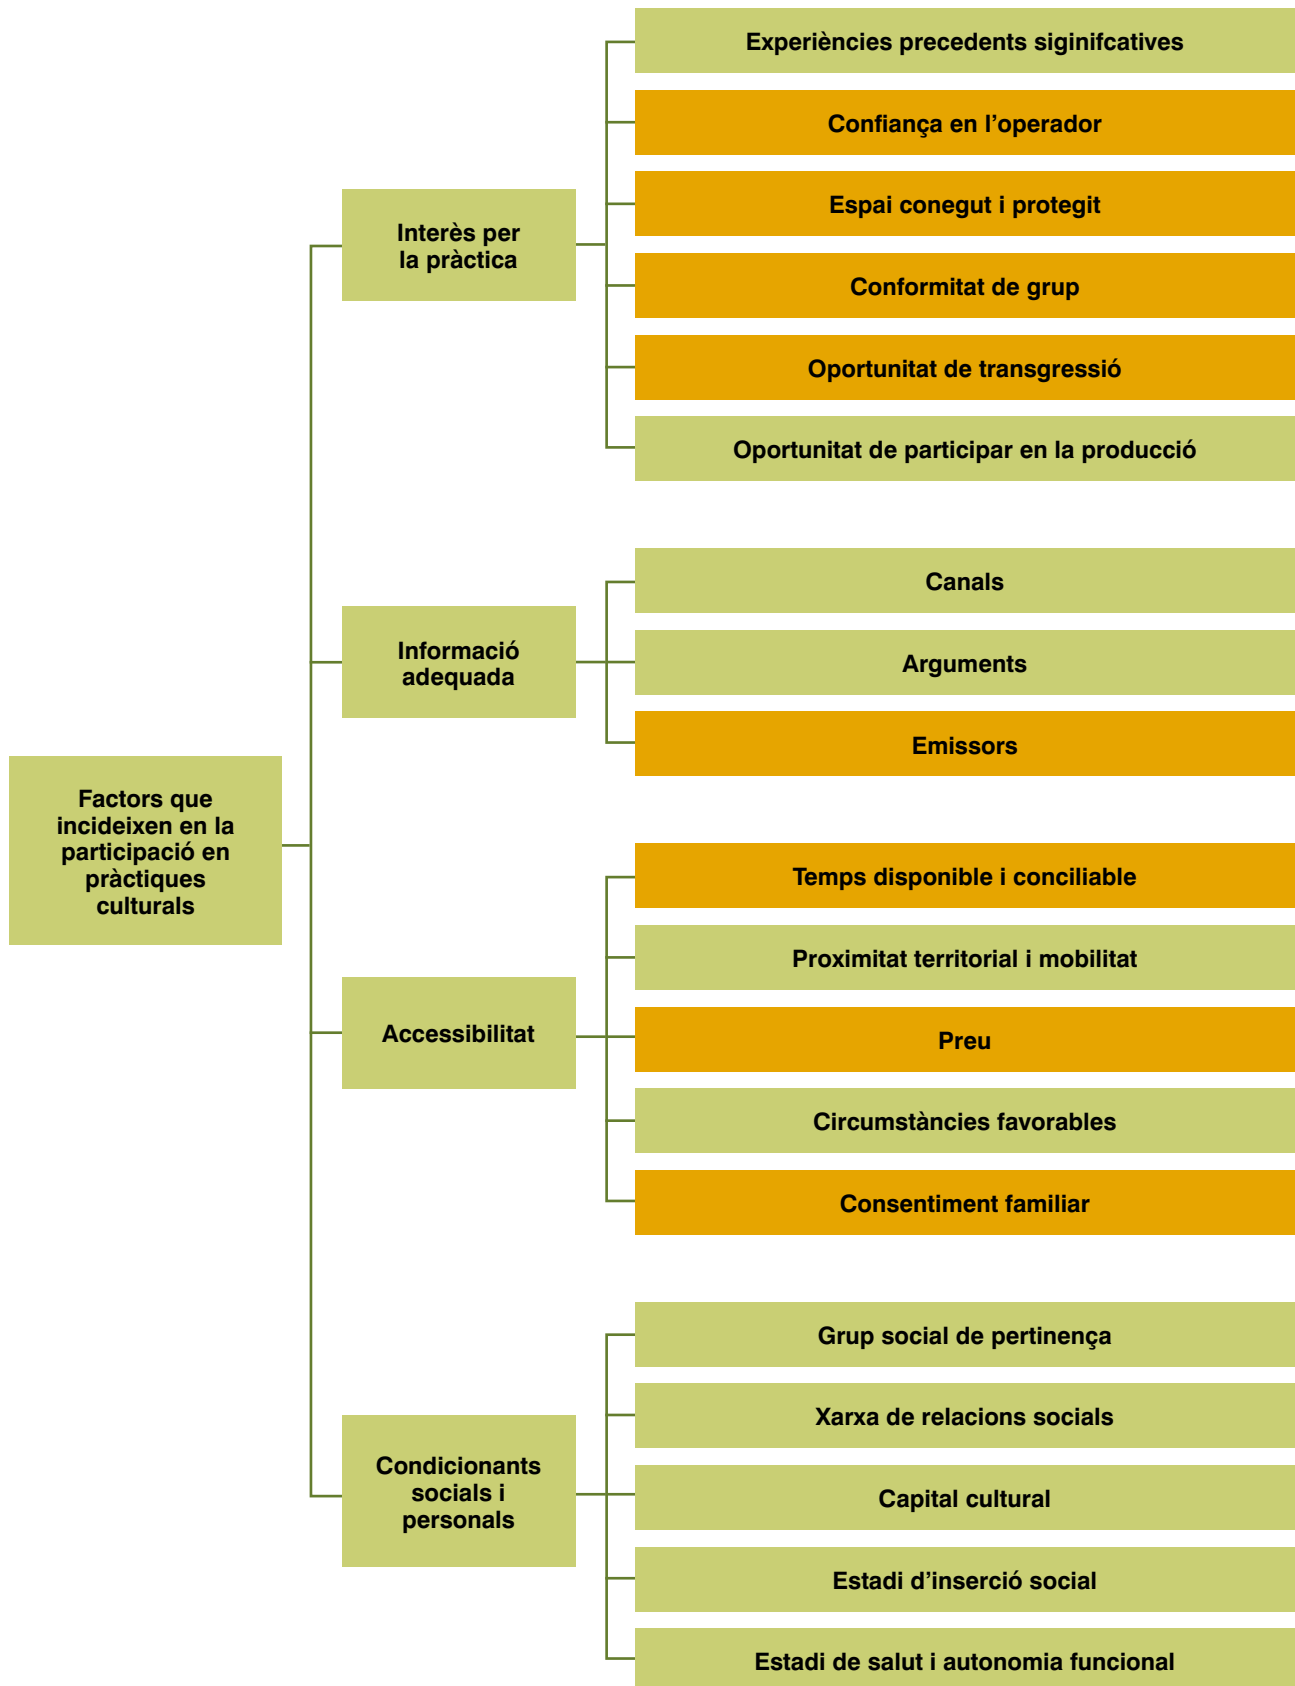 Factors que
incideixen en la
participació en
pràctiques
culturals
Interès per
la pràctica
Experiències precedents siginifcatives
Confiança en l’operador
Espai conegut i protegit
Conformitat de grup
Oportunitat de transgressió
Oportunitat de participar en la producció
Informació
adequada
Canals
Arguments
Emissors
Accessibilitat
Temps disponible i conciliable
Proximitat territorial i mobilitat
Preu
Circumstàncies favorables
Consentiment familiar
Condicionants
socials i
personals
Grup social de pertinença
Xarxa de relacions socials
Capital cultural
Estadi d’inserció social
Estadi de salut i autonomia funcional